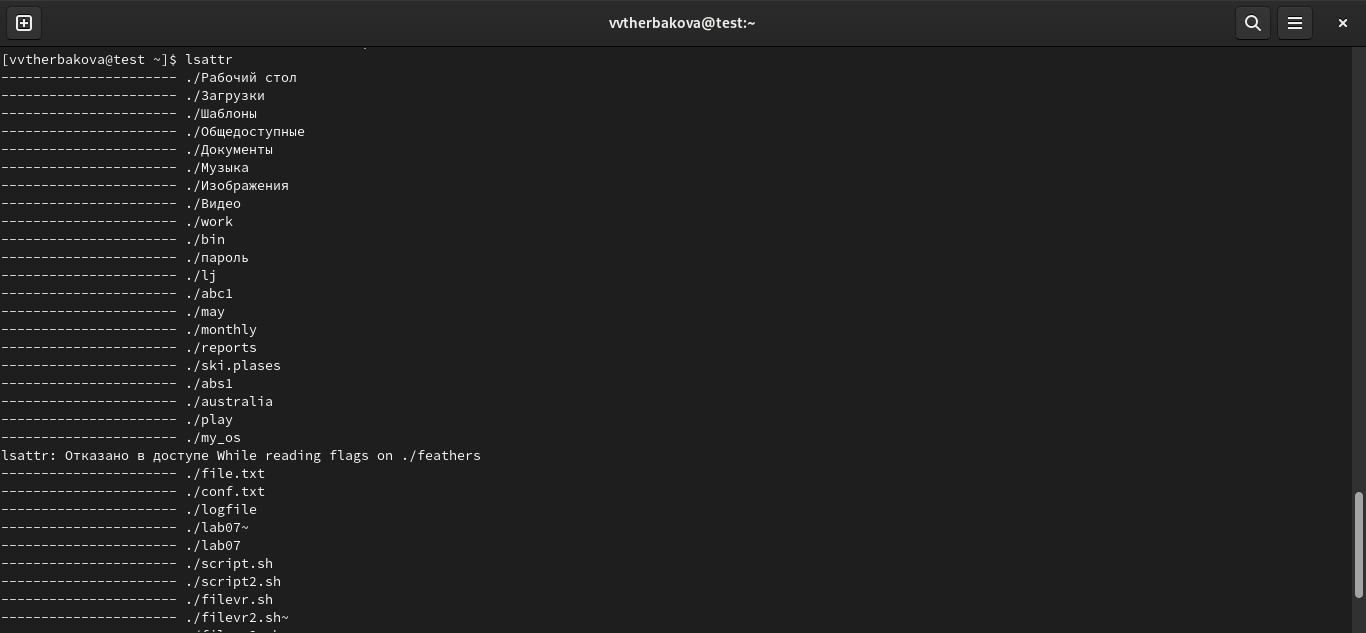 vvtherbakova@test:~
[vvtherbakova@test ~]$ lsattr
---------------------- ./Рабочий стол
---------------------- ./Загрузки
---------------------- ./Шаблоны
---------------------- ./Общедоступные
---------------------- ./Документы
---------------------- ./Музыка
---------------------- ./Изображения
---------------------- ./Видео
---------------------- ./work
---------------------- ./bin
---------------------- ./пароль
---------------------- ./lj
---------------------- ./abc1
---------------------- ./may
---------------------- ./monthly
---------------------- ./reports
---------------------- ./ski.plases
---------------------- ./abs1
---------------------- ./australia
---------------------- ./play
---------------------- ./my_os
lsattr: Отказано в доступе While reading flags on ./feathers
---------------------- ./file.txt
---------------------- ./conf.txt
---------------------- ./logfile
---------------------- ./lab07~
---------------------- ./lab07
---------------------- ./script.sh
---------------------- ./script2.sh
---------------------- ./filevr.sh
---------------------- ./filevr2.sh~